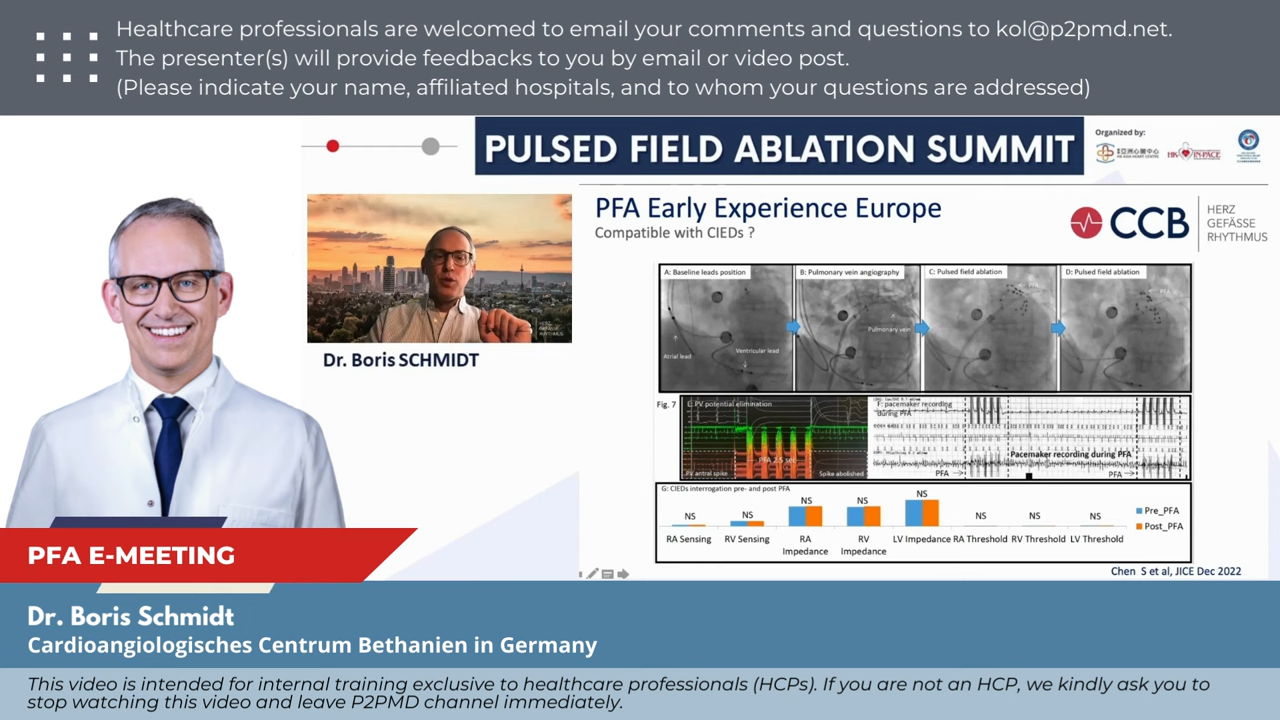 Healthcare professionals are welcomed to email your comments and questions to kol@p2pmd.net.
The presenter(s) will provide feedbacks to you by email or video post.
(Please indicate your name, affiliated hospitals, and to whom your questions are addressed)
PULSED FIELD ABLATION SUMMIT
Organized by:
HK IN-PACE
PFA Early Experience Europe
Compatible with CIEDs ?
CCB
HERZ
GEFÄSSE
RHYTHMUS
HERZ
GEFÄSSE
RHYTHMUS
Dr. Boris SCHMIDT
A: Baseline leads position
B: Pulmonary vein angiography
C: Pulsed field ablation
D: Pulsed field ablation
Atrial lead
Ventricular lead
Pulmonary vein
Fig. 7
E: PV potential elimination
PFA 2.5 sec
PV antral spike
Spike abolished
F: pacemaker recording
during PFA
Pacemaker recording during PFA
PFA →
PFA →
G: CIEDs interrogation pre- and post PFA
NS NS NS NS NS NS NS NS
RA Sensing RV Sensing RA Impedance RV Impedance LV Impedance RA Threshold RV Threshold LV Threshold
Pre_PFA
Post_PFA
Chen S et al, JICE Dec 2022
PFA E-MEETING
Dr. Boris Schmidt
Cardioangiologisches Centrum Bethanien in Germany
This video is intended for internal training exclusive to healthcare professionals (HCPs). If you are not an HCP, we kindly ask you to
stop watching this video and leave P2PMD channel immediately.